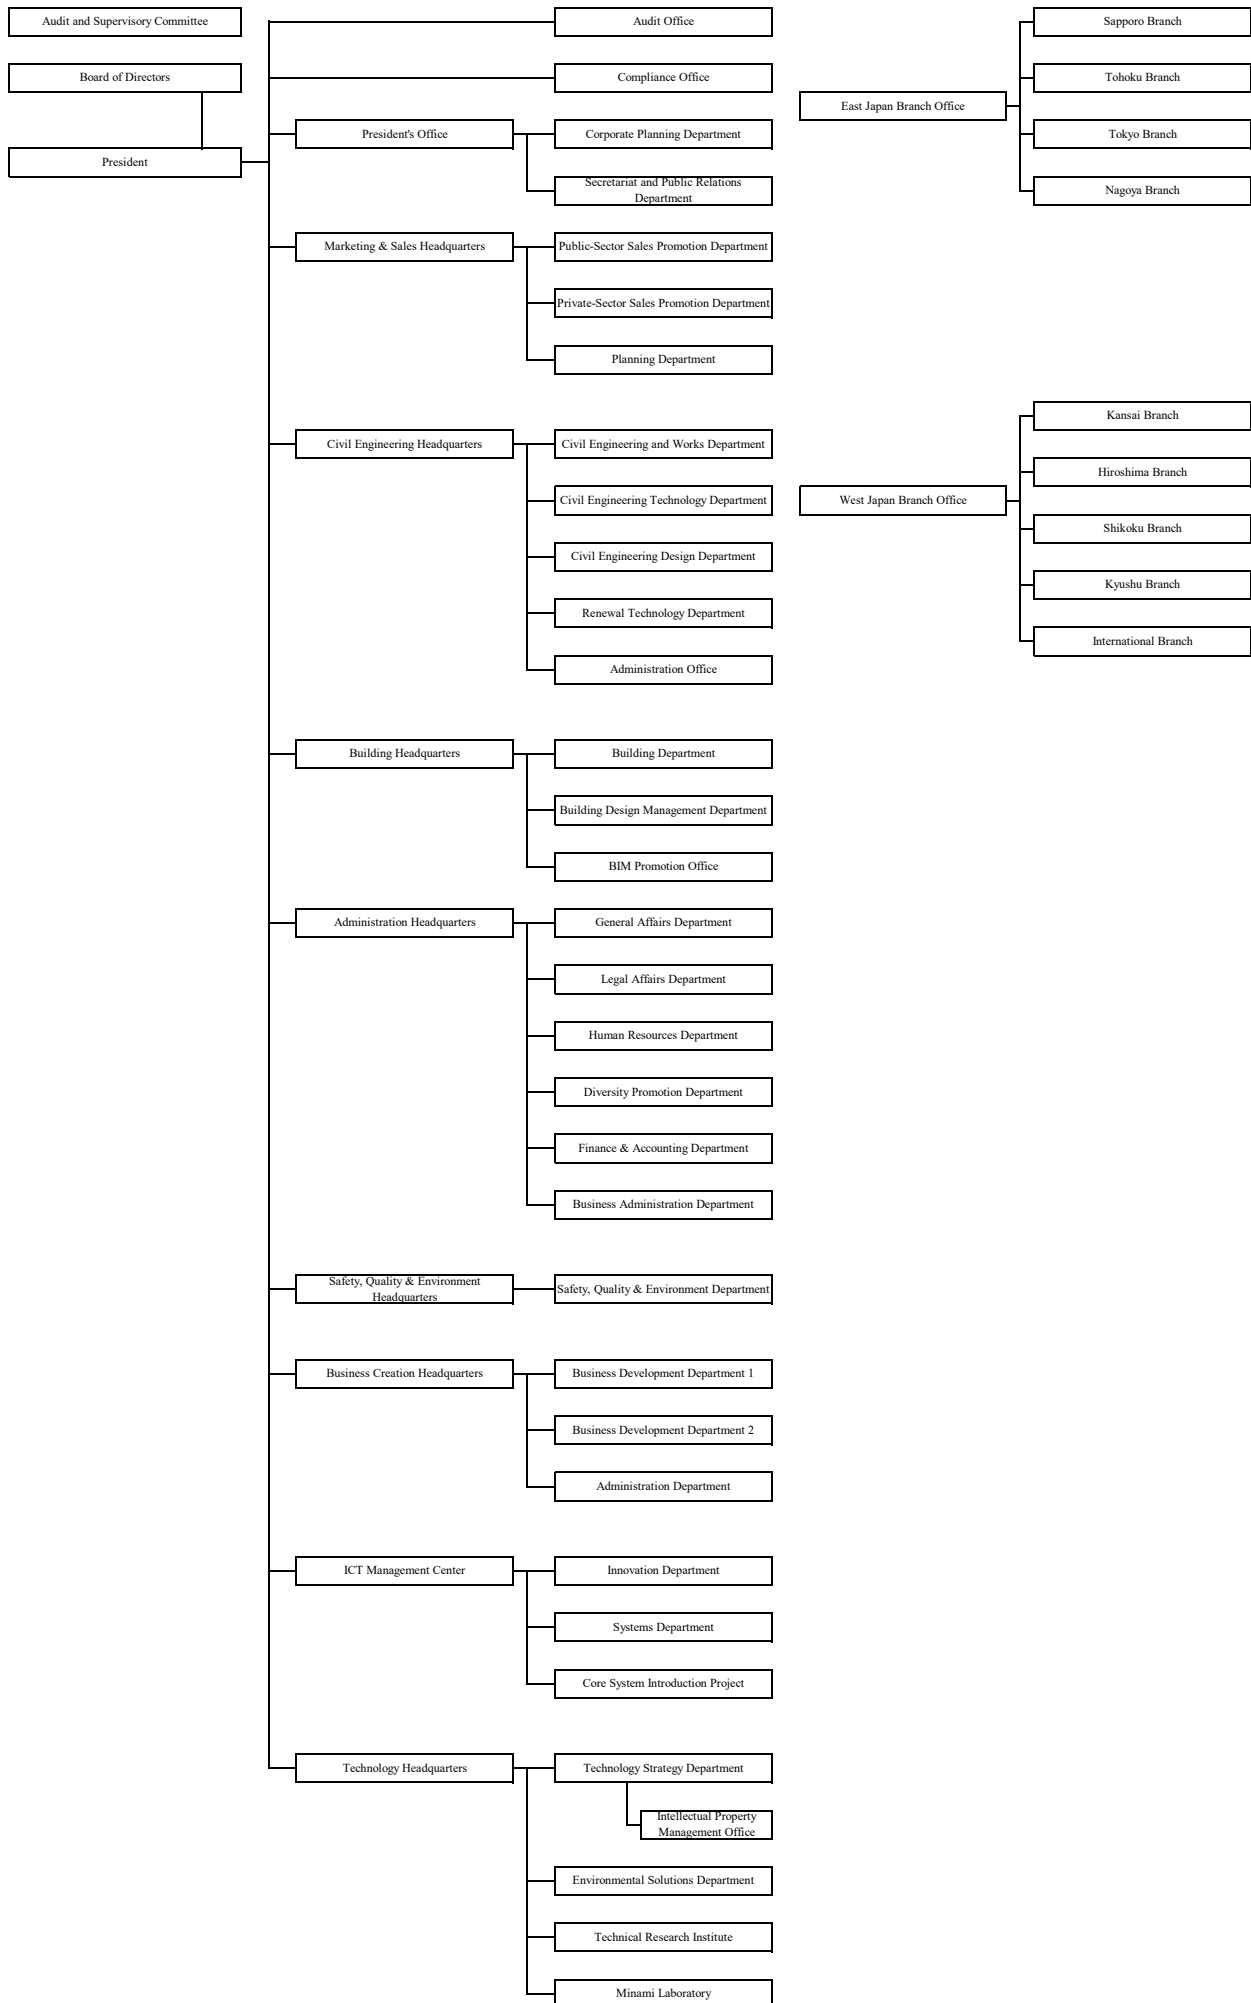 Audit and Supervisory Committee
Board of Directors
President
Audit Office
Compliance Office
President's Office
Corporate Planning Department
Secretariat and Public Relations
Department
Marketing & Sales Headquarters
Public-Sector Sales Promotion Department
Private-Sector Sales Promotion Department
Planning Department
Civil Engineering Headquarters
Civil Engineering and Works Department
Civil Engineering Technology Department
Civil Engineering Design Department
Renewal Technology Department
Administration Office
Building Headquarters
Building Department
Building Design Management Department
BIM Promotion Office
Administration Headquarters
General Affairs Department
Legal Affairs Department
Human Resources Department
Diversity Promotion Department
Finance & Accounting Department
Business Administration Department
Safety, Quality & Environment
Headquarters
Safety, Quality & Environment Department
Business Creation Headquarters
Business Development Department 1
Business Development Department 2
Administration Department
ICT Management Center
Innovation Department
Systems Department
Core System Introduction Project
Technology Headquarters
Technology Strategy Department
Intellectual Property
Management Office
Environmental Solutions Department
Technical Research Institute
Minami Laboratory
East Japan Branch Office
Sapporo Branch
Tohoku Branch
Tokyo Branch
Nagoya Branch
West Japan Branch Office
Kansai Branch
Hiroshima Branch
Shikoku Branch
Kyushu Branch
International Branch